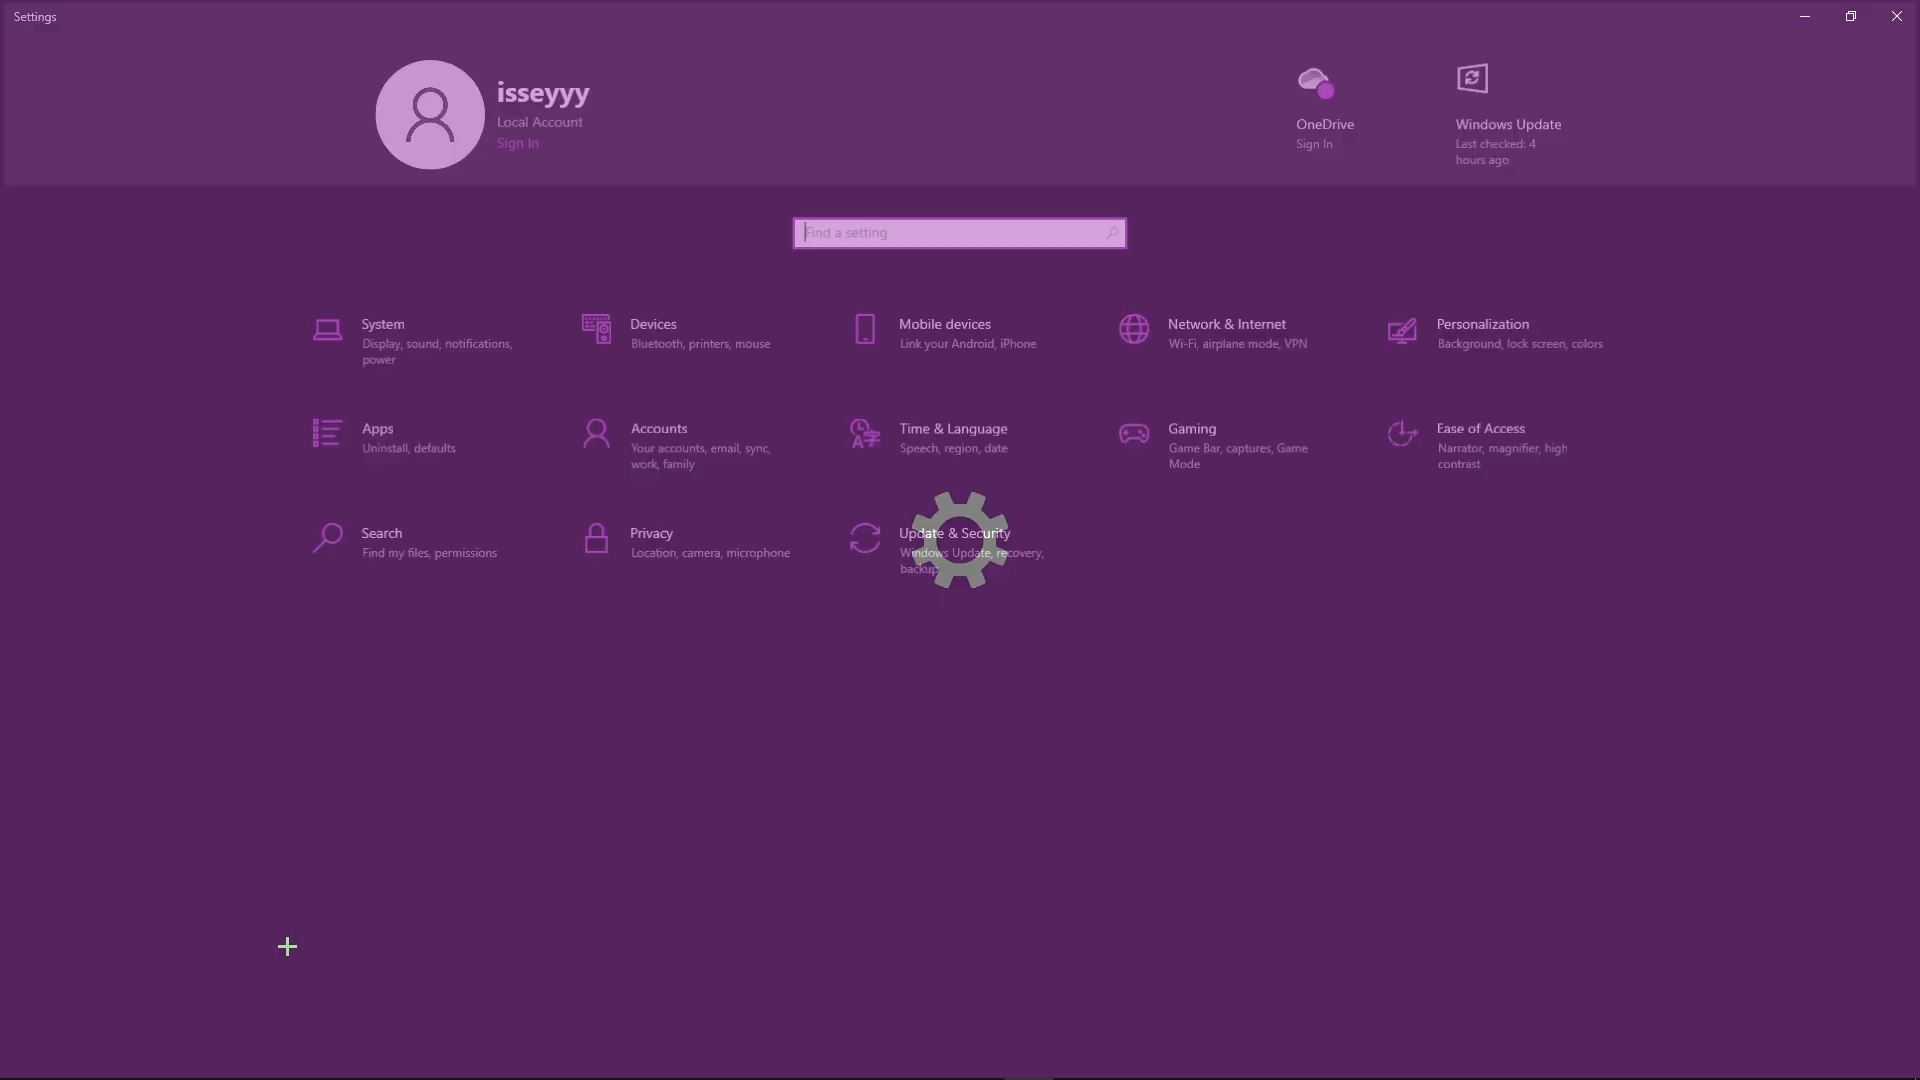 Settings
isseyyy
Local Account
Sign In
OneDrive
Sign In
Windows Update
Last checked: 4
hours ago
Find a setting
System
Display, sound, notifications,
power
Devices
Bluetooth, printers, mouse
Mobile devices
Link your Android, iPhone
Network & Internet
Wi-Fi, airplane mode, VPN
Personalization
Background, lock screen, colors
Apps
Uninstall, defaults
Accounts
Your accounts, email, sync,
work, family
Time & Language
Speech, region, date
Gaming
Game Bar, captures, Game
Mode
Ease of Access
Narrator, magnifier, high
contrast
Search
Find my files, permissions
Privacy
Location, camera, microphone
Update & Security
Windows Update, recovery,
backup